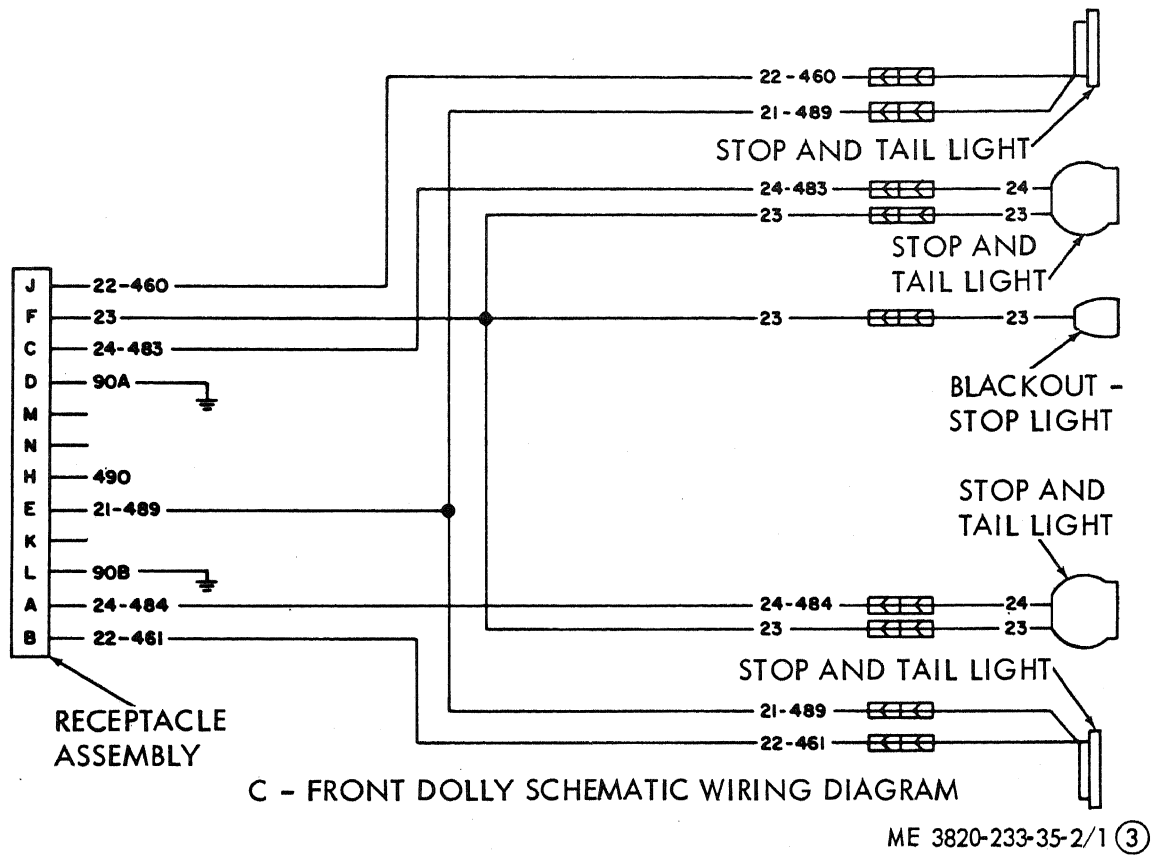 22-460
21-489
STOP AND TAIL LIGHT
24-483 24
23 23
STOP AND
TAIL LIGHT
J 22-460
F 23 23 23
C 24-483
D 90A
BLACKOUT -
STOP LIGHT
M
N
H 490
E 21-489
STOP AND
TAIL LIGHT
K
L 90B
A 24-484 24-484 24
23 23
B 22-461
STOP AND TAIL LIGHT
21-489
22-461
RECEPTACLE
ASSEMBLY
C - FRONT DOLLY SCHEMATIC WIRING DIAGRAM
ME 3820-233-35-2/1 3